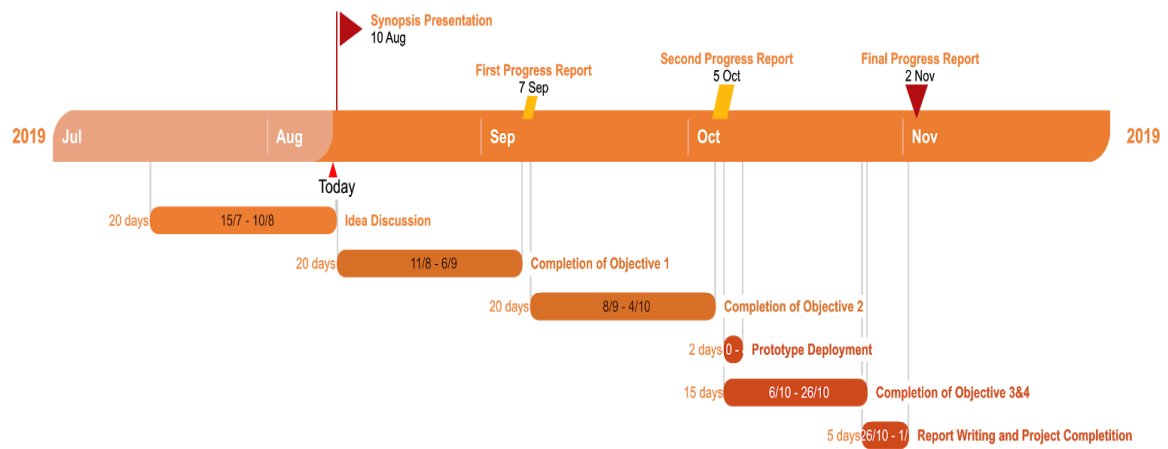 Synopsis Presentation
10 Aug
First Progress Report
7 Sep
Second Progress Report
5 Oct
Final Progress Report
2 Nov
2019 Jul Aug Sep Oct Nov 2019
Today
20 days 15/7 - 10/8 Idea Discussion
20 days 11/8 - 6/9 Completion of Objective 1
20 days 8/9 - 4/10 Completion of Objective 2
2 days 0 - Prototype Deployment
15 days 6/10 - 26/10 Completion of Objective 3&4
5 days 26/10 - 1/ Report Writing and Project Completition